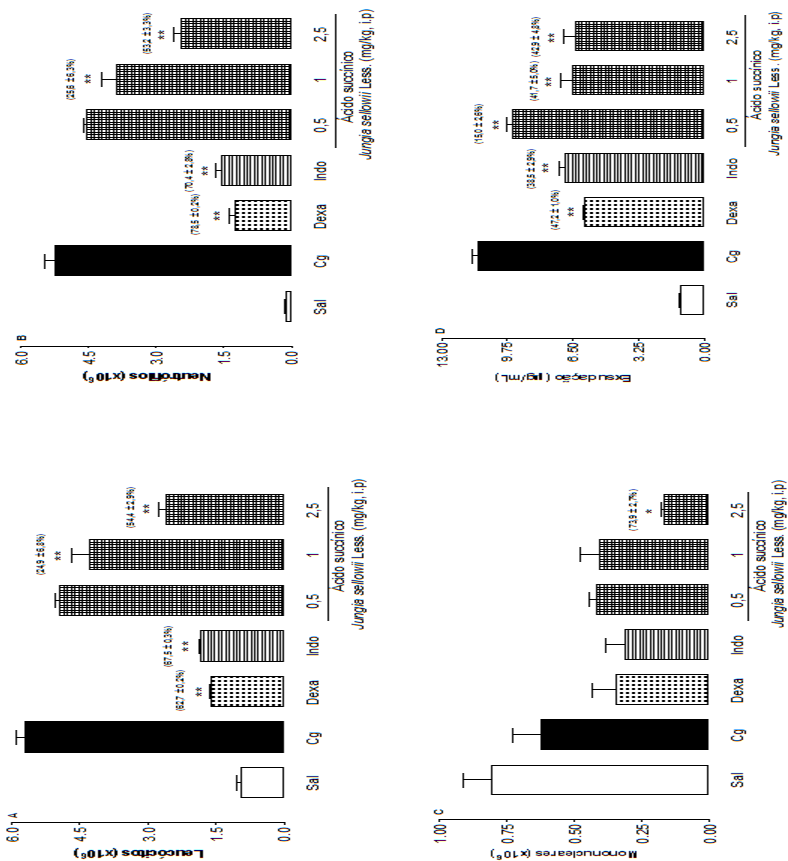 A
Leucócitos (x10⁶)
6.0
4.5
3.0
1.5
0.0
(62,7 ±0,2%)
**
(67,5 ±0,3%)
**
(24,9 ±6,8%)
**
(54,4 ±2,9%)
**
Sal Cg Dexa Indo 0,5 1 2,5
Ácido succínico
Jungia sellowii Less. (mg/kg, i.p)
B
Neutrófilos (x10⁶)
6.0
4.5
3.0
1.5
0.0
(78,5 ±0,2%)
**
(70,4 ±2,8%)
**
(25,6 ±6,3%)
**
(53,2 ±3,3%)
**
Sal Cg Dexa Indo 0,5 1 2,5
Ácido succínico
Jungia sellowii Less. (mg/kg, i.p)
C
Mononucleares (x10⁶)
1.00
0.75
0.50
0.25
0.00
(73,9 ±2,7%)
*
Sal Cg Dexa Indo 0,5 1 2,5
Ácido succínico
Jungia sellowii Less. (mg/kg, i.p)
D
Exsudação (µg/mL)
13.00
9.75
6.50
3.25
0.00
(47,2 ±1,0%)
**
(38,5 ±2,9%)
**
(15,0 ±2,6%)
**
(41,7 ±5,0%)
**
(42,9 ±4,8%)
**
Sal Cg Dexa Indo 0,5 1 2,5
Ácido succínico
Jungia sellowii Less. (mg/kg, i.p)